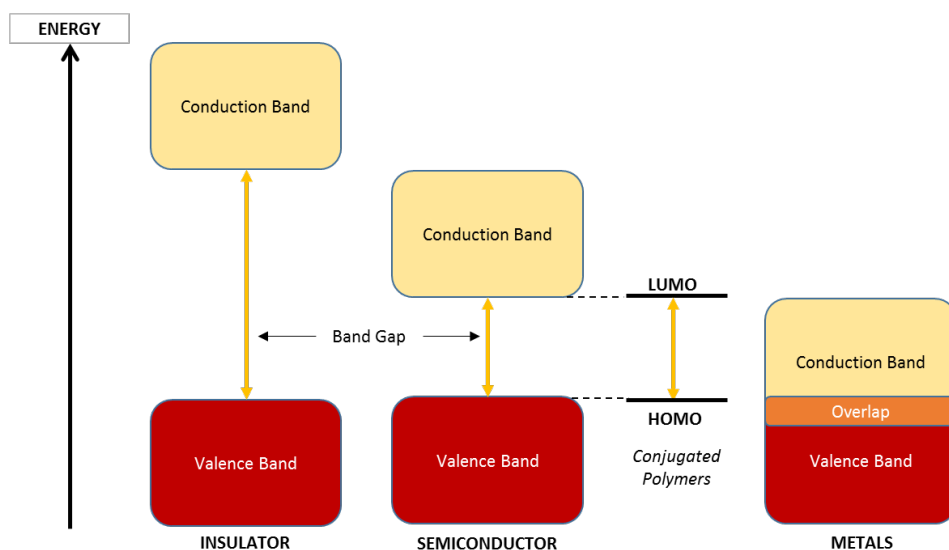 ENERGY
Conduction Band
Conduction Band
LUMO
Band Gap
Conduction Band
Overlap
HOMO
Valence Band
Valence Band
Valence Band
Conjugated
Polymers
INSULATOR
SEMICONDUCTOR
METALS